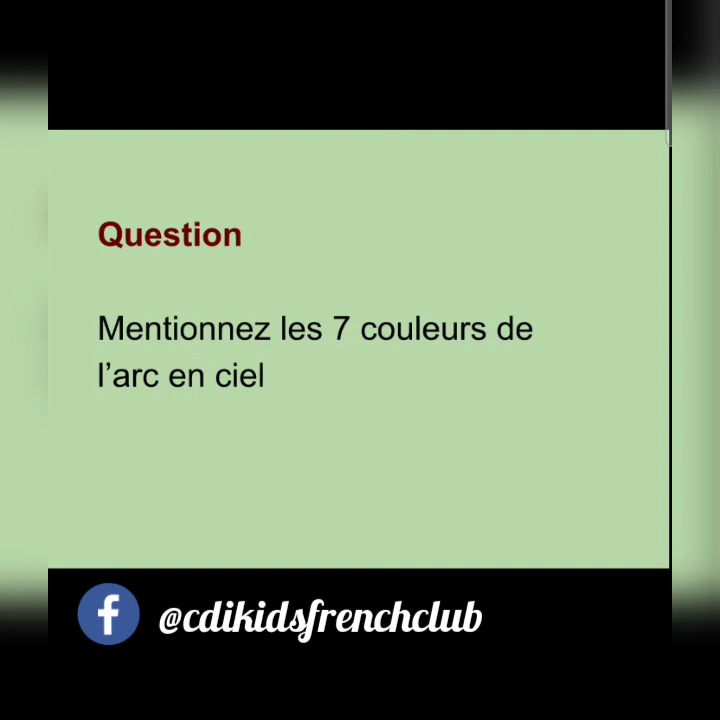 Question
Mentionnez les 7 couleurs de
l’arc en ciel
@cdikidsfrenchclub